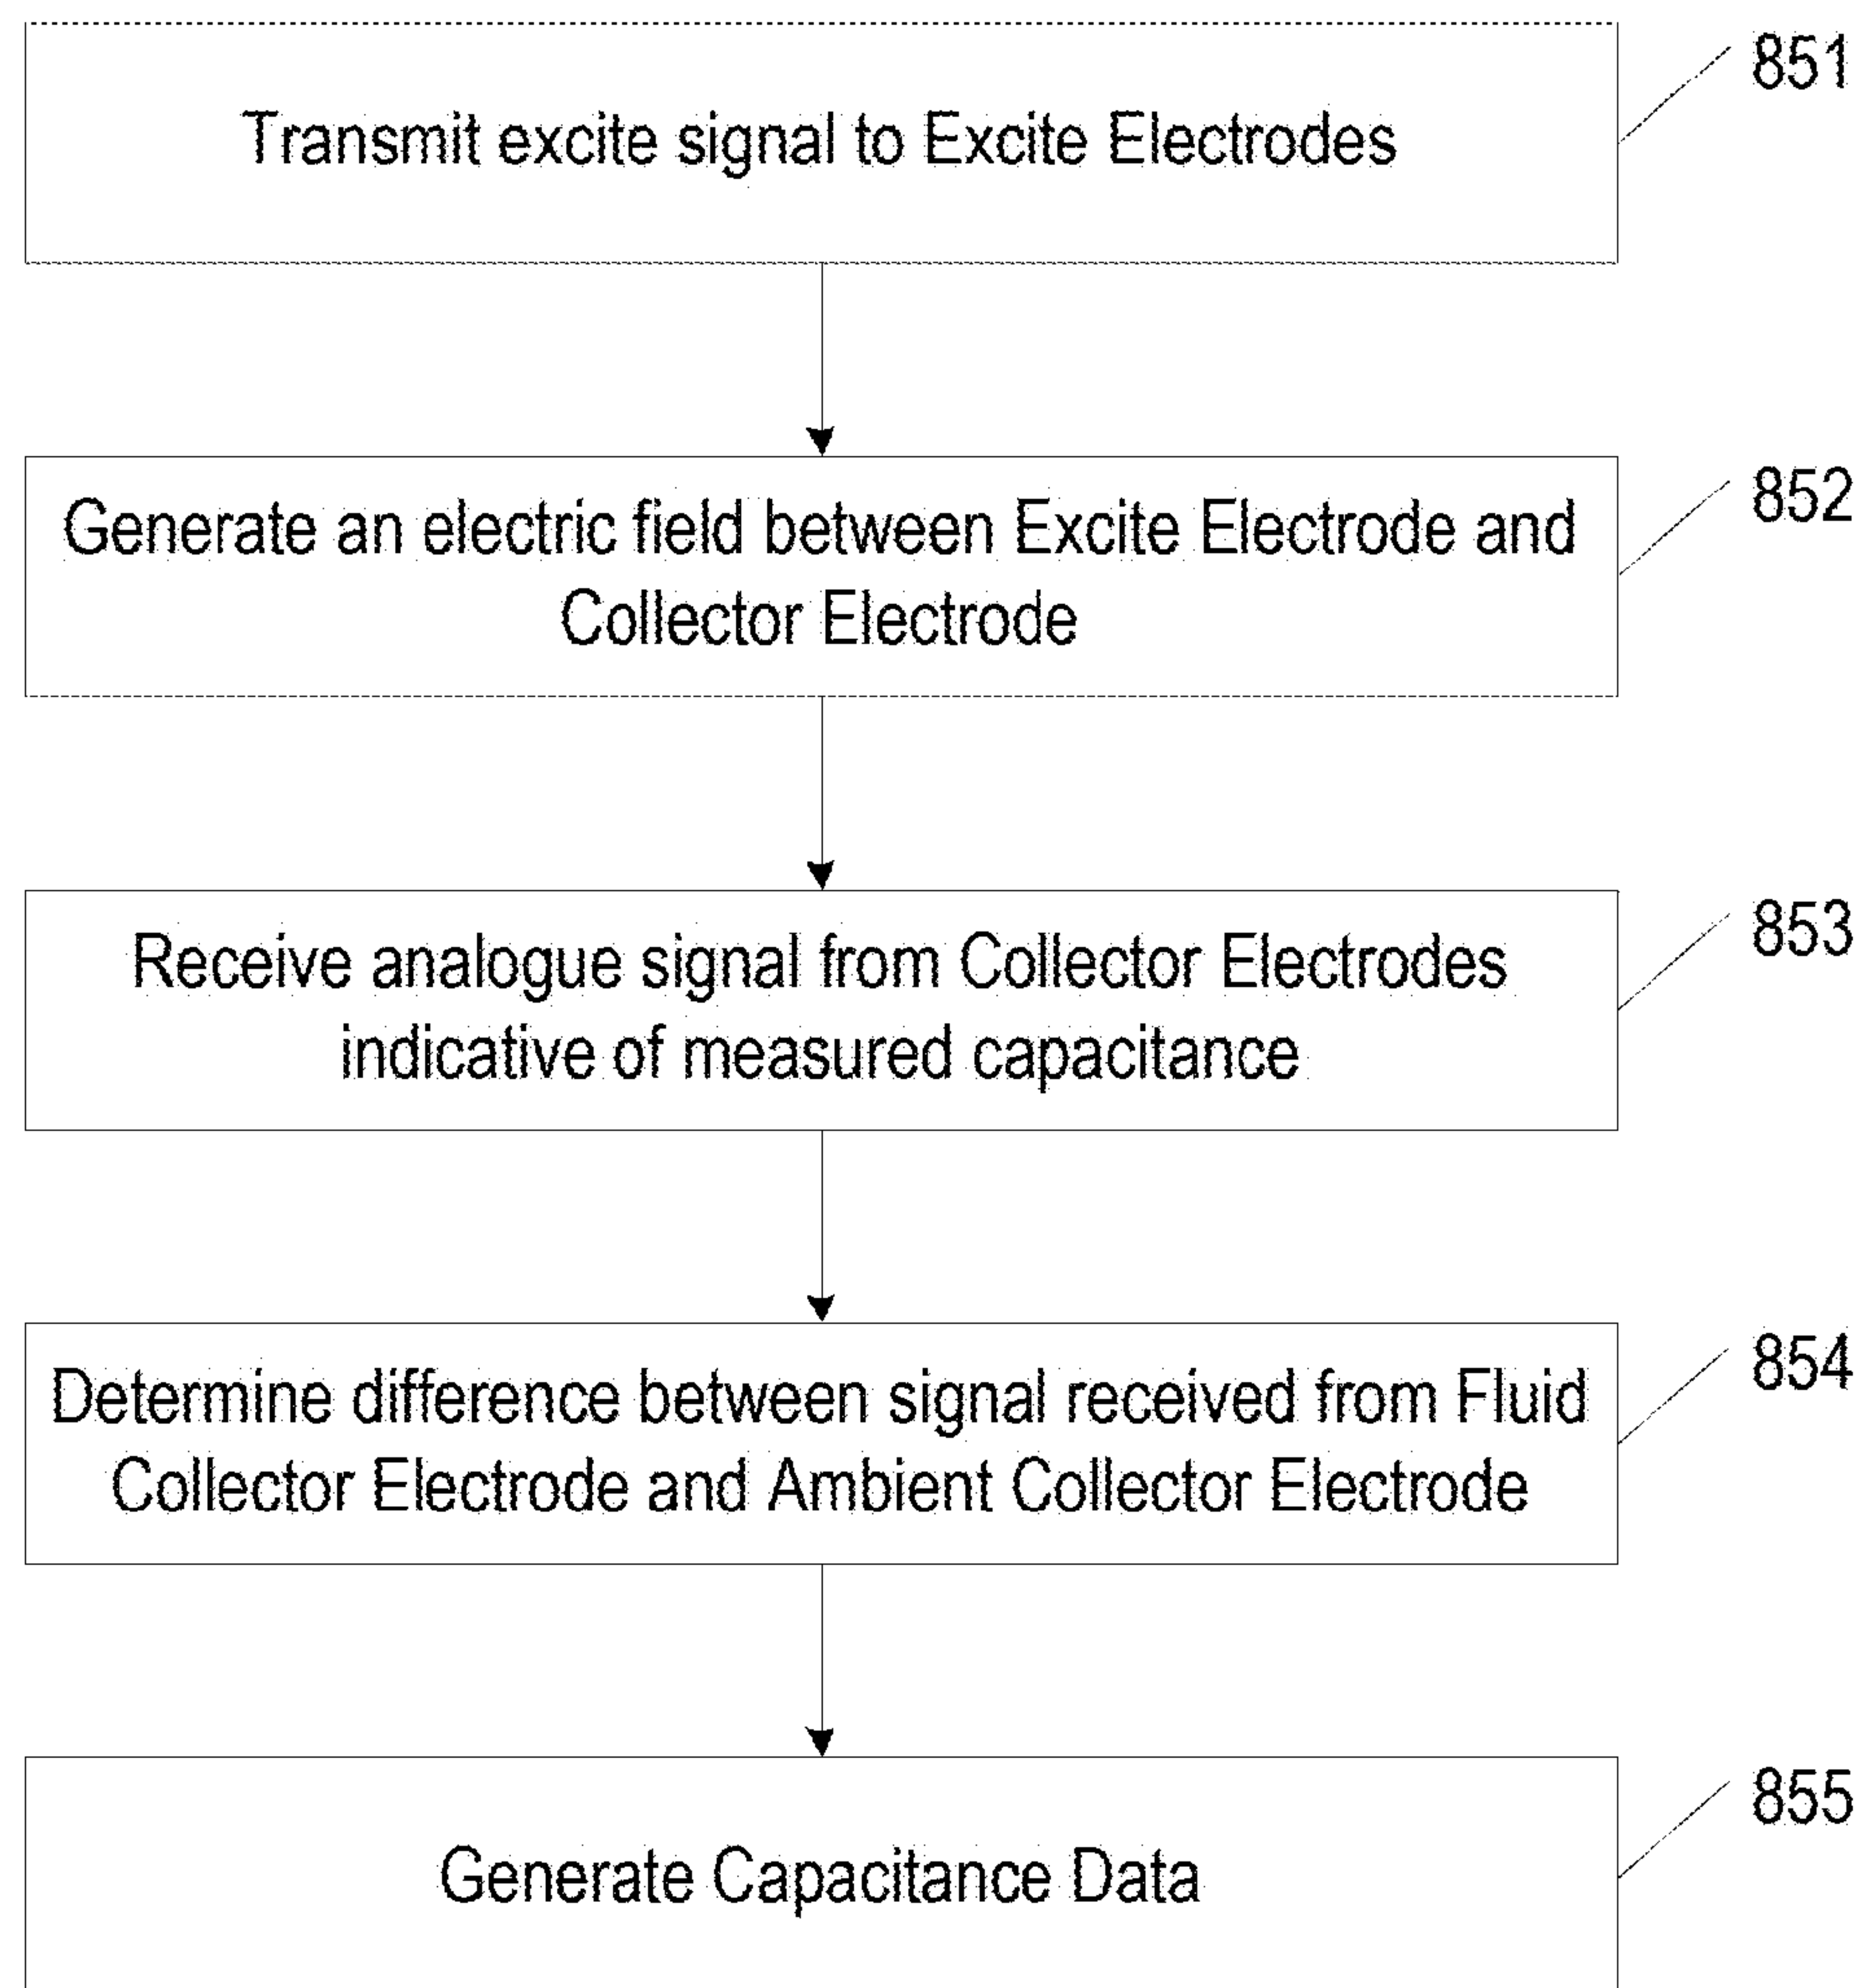 Transmit excite signal to Excite Electrodes
851
Generate an electric field between Excite Electrode and
Collector Electrode
852
Receive analogue signal from Collector Electrodes
indicative of measured capacitance
853
Determine difference between signal received from Fluid
Collector Electrode and Ambient Collector Electrode
854
Generate Capacitance Data
855